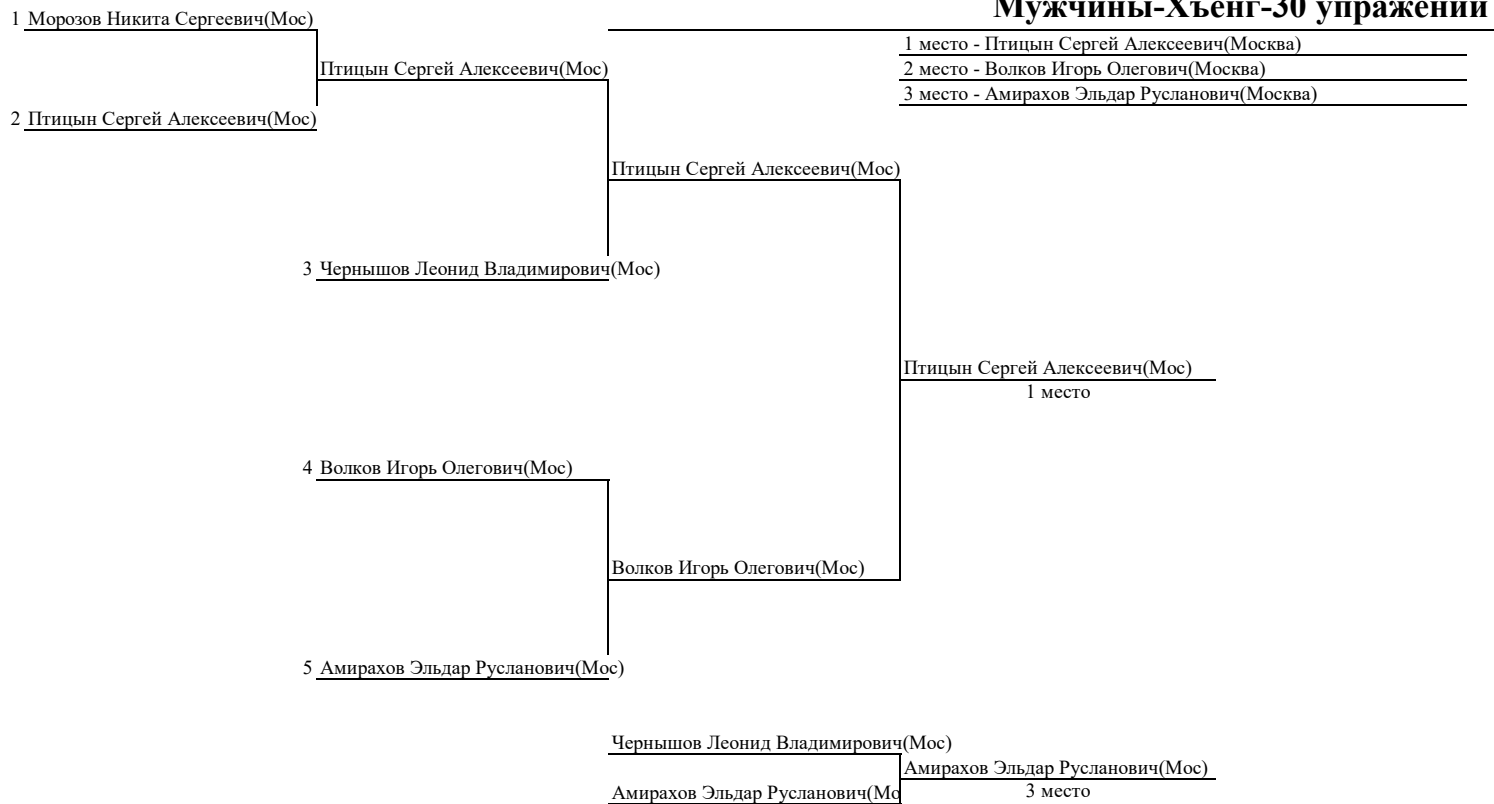 Мужчины-Хъенг-30 упражений
1 Морозов Никита Сергеевич(Мос)
1 место - Птицын Сергей Алексеевич(Москва)
Птицын Сергей Алексеевич(Мос)
2 место - Волков Игорь Олегович(Москва)
3 место - Амирахов Эльдар Русланович(Москва)
2 Птицын Сергей Алексеевич(Мос)
Птицын Сергей Алексеевич(Мос)
3 Чернышов Леонид Владимирович(Мос)
Птицын Сергей Алексеевич(Мос)
1 место
4 Волков Игорь Олегович(Мос)
Волков Игорь Олегович(Мос)
5 Амирахов Эльдар Русланович(Мос)
Чернышов Леонид Владимирович(Мос)
Амирахов Эльдар Русланович(Мос)
Амирахов Эльдар Русланович(Мо
3 место